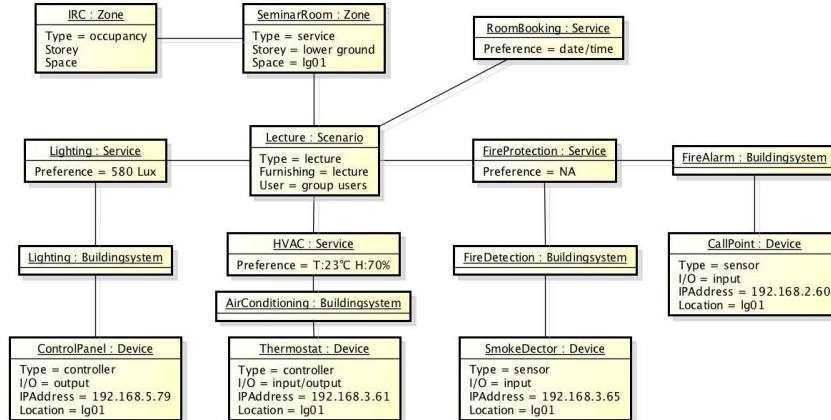 IRC : Zone
Type = occupancy
Storey
Space
SeminarRoom : Zone
Type = service
Storey = lower ground
Space = lg01
RoomBooking : Service
Preference = date/time
Lighting : Service
Preference = 580 Lux
Lecture : Scenario
Type = lecture
Furnishing = lecture
User = group users
FireProtection : Service
Preference = NA
FireAlarm : Buildingsystem
Lighting : Buildingsystem
HVAC : Service
Preference = T:23℃ H:70%
AirConditioning : Buildingsystem
FireDetection : Buildingsystem
CallPoint : Device
Type = sensor
I/O = input
IPAddress = 192.168.2.60
Location = lg01
ControlPanel : Device
Type = controller
I/O = output
IPAddress = 192.168.5.79
Location = lg01
Thermostat : Device
Type = controller
I/O = input/output
IPAddress = 192.168.3.61
Location = lg01
SmokeDector : Device
Type = sensor
I/O = input
IPAddress = 192.168.3.65
Location = lg01